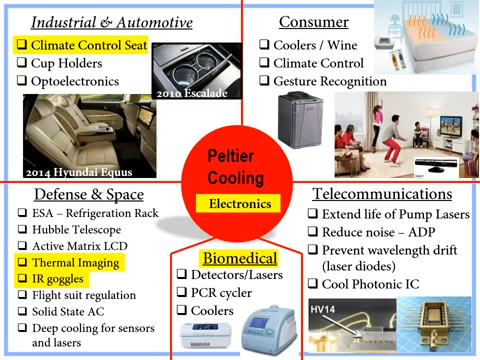 Industrial & Automotive
Climate Control Seat
Cup Holders
Optoelectronics
2010 Escalade
2014 Hyundai Equus
Consumer
Coolers / Wine
Climate Control
Gesture Recognition
Peltier
Cooling
Electronics
Defense & Space
ESA – Refrigeration Rack
Hubble Telescope
Active Matrix LCD
Thermal Imaging
IR goggles
Flight suit regulation
Solid State AC
Deep cooling for sensors
and lasers
Biomedical
Detectors/Lasers
PCR cycler
Coolers
Telecommunications
Extend life of Pump Lasers
Reduce noise – ADP
Prevent wavelength drift
(laser diodes)
Cool Photonic IC
HV14